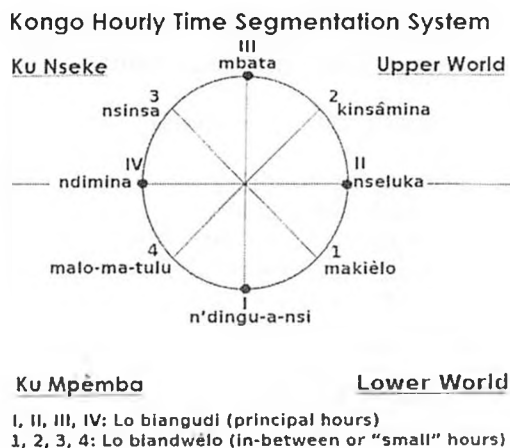 Kongo Hourly Time Segmentation System
III
mbata
Ku Nseke
Upper World
3
nsinsa
2
kinsâmina
IV
ndimina
II
nseluka
4
malo-ma-tulu
1
makièlo
I
n'dingu-a-nsi
Ku Mpèmba
Lower World
I, II, III, IV: Lo biangudi (principal hours)
1, 2, 3, 4: Lo biandwèlo (in-between or "small" hours)